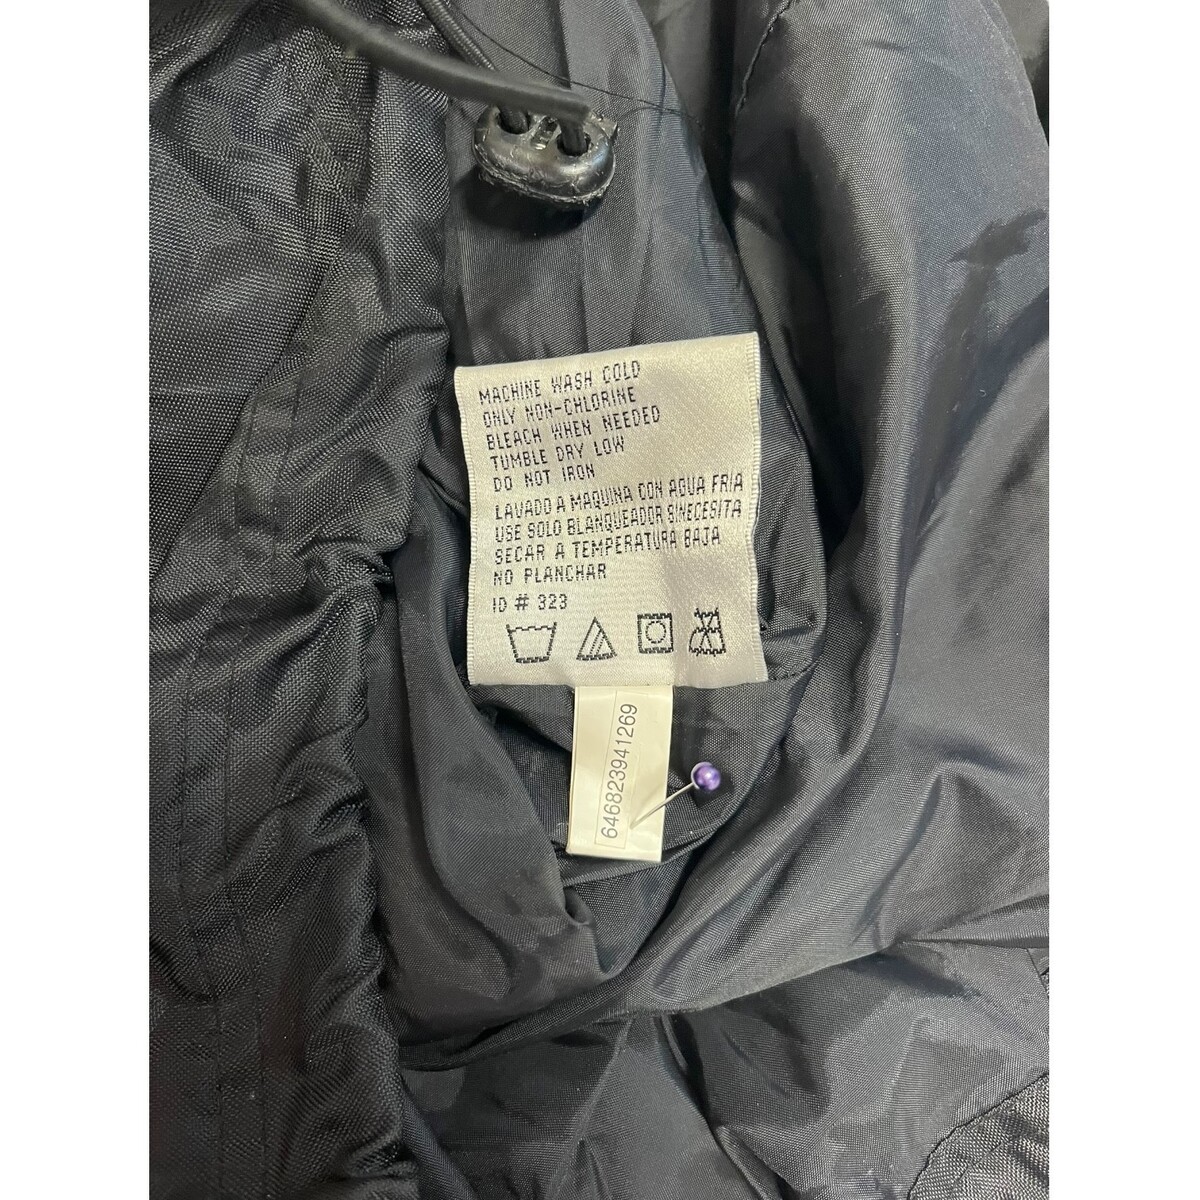 MACHINE WASH COLD
ONLY NON-CHLORINE
BLEACH WHEN NEEDED
TUMBLE DRY LOW
DO NOT IRON
LAVADO A MAQUINA CON AGUA FR/A
USE SOLO BLANQUEADOR SINECESITA
SECAR A TEMPERATURA BAJA
NO PLANCHAR
ID # 323
646823941269